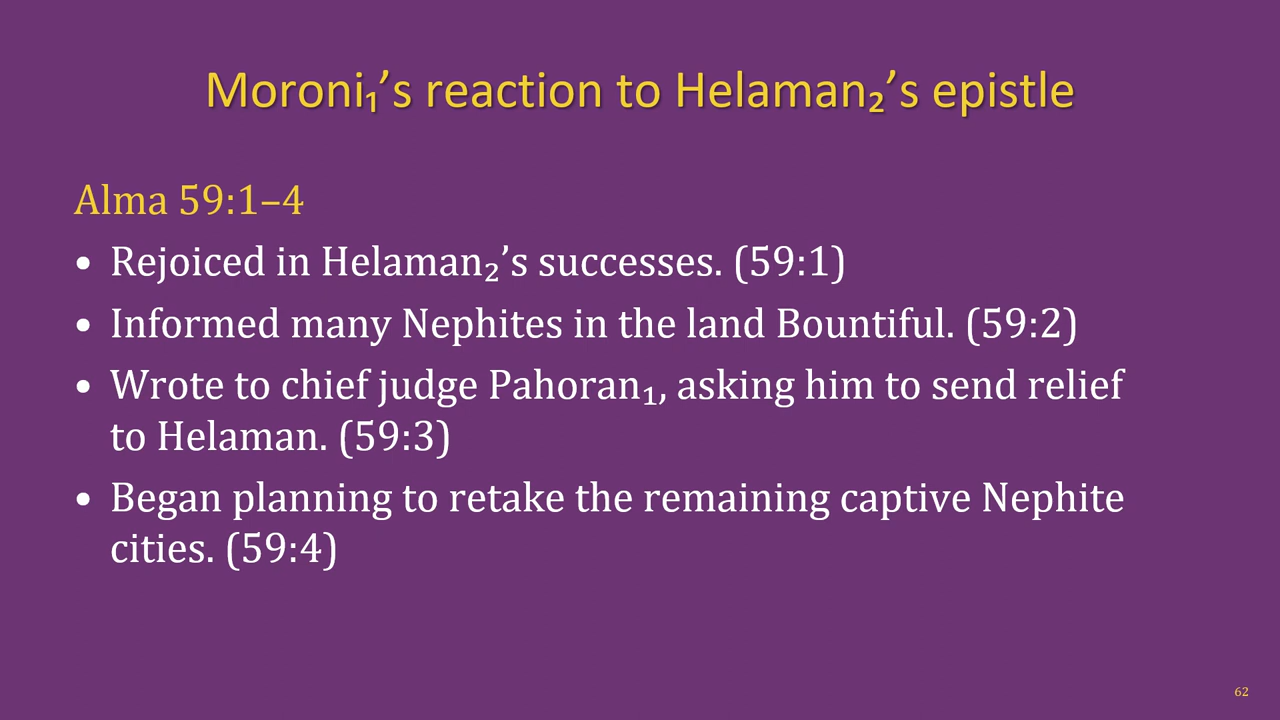 Moroni₁’s reaction to Helaman₂’s epistle
Alma 59:1–4
• Rejoiced in Helaman₂’s successes. (59:1)
• Informed many Nephites in the land Bountiful. (59:2)
• Wrote to chief judge Pahoran₁, asking him to send relief
to Helaman. (59:3)
• Began planning to retake the remaining captive Nephite
cities. (59:4)
62